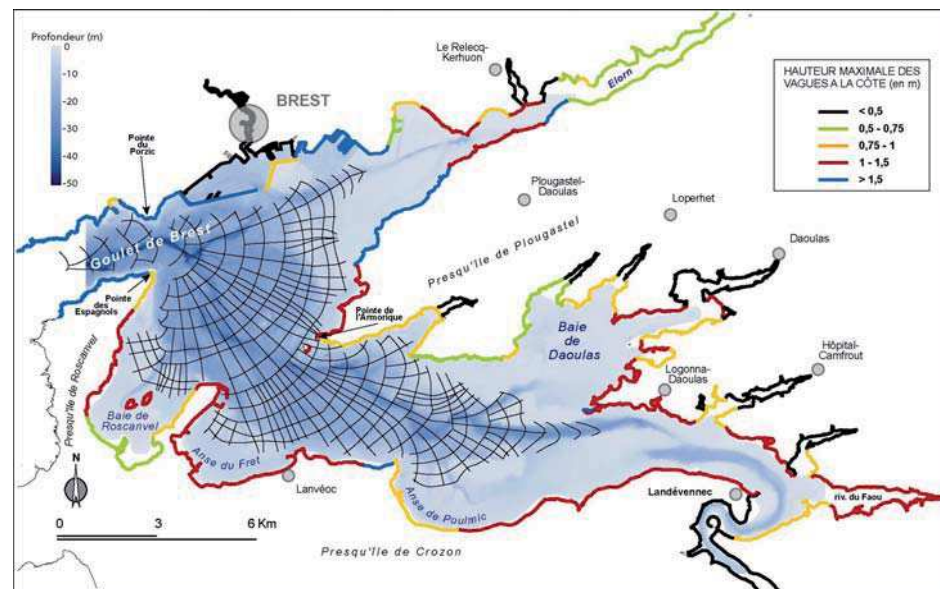 Profondeur (m)
0
-10
-20
-30
-40
-50
Le Relecq-
Kerhuon
Elorn
HAUTEUR MAXIMALE DES
VAGUES A LA CÔTE (en m)
< 0,5
0,5 - 0,75
0,75 - 1
1 - 1,5
> 1,5
BREST
Pointe
du
Porzic
Plougastel-
Daoulas
Loperhet
Daoulas
Goulet de Brest
Presqu'île de Plougastel
Pointe
des
Espagnols
Pointe de
l'Armorique
Baie
de
Daoulas
Hôpital-
Camfrout
Logonna-
Daoulas
Presqu'île de Roscanvel
Baie de
Roscanvel
Anse du Fret
Lanvéoc
Anse de Poulmic
Landévennec
riv. du Faou
N
0 3 6 Km
Presqu'île de Crozon